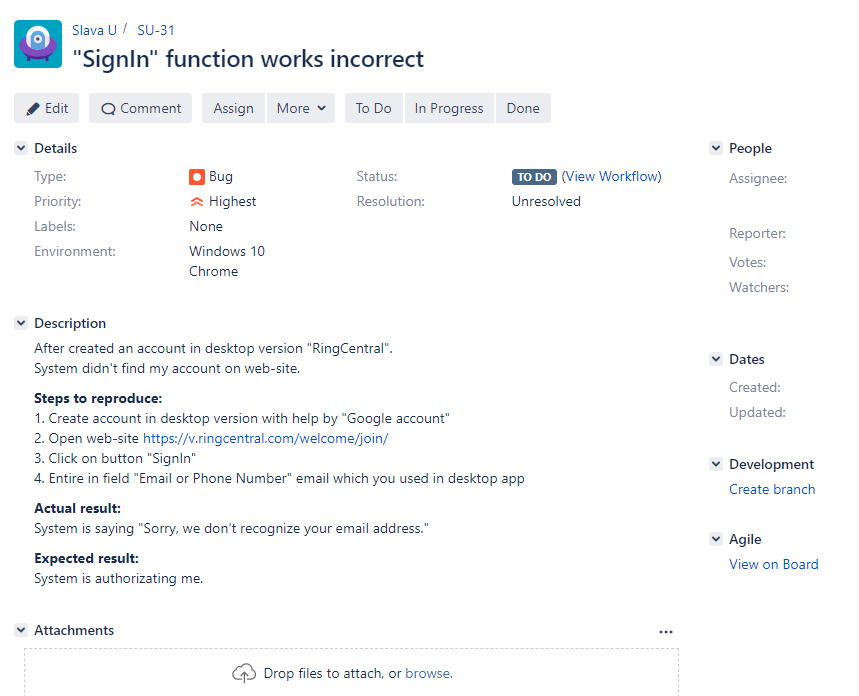 Slava U / SU-31
"SignIn" function works incorrect
Edit Comment Assign More To Do In Progress Done
Details
Type: Bug
Status: TO DO (View Workflow)
Priority: Highest
Resolution: Unresolved
Labels: None
Environment: Windows 10
Chrome
Description
After created an account in desktop version "RingCentral".
System didn't find my account on web-site.
Steps to reproduce:
1. Create account in desktop version with help by "Google account"
2. Open web-site https://v.ringcentral.com/welcome/join/
3. Click on button "SignIn"
4. Entire in field "Email or Phone Number" email which you used in desktop app
Actual result:
System is saying "Sorry, we don't recognize your email address."
Expected result:
System is authorizating me.
Attachments
Drop files to attach, or browse.
People
Assignee:
Reporter:
Votes:
Watchers:
Dates
Created:
Updated:
Development
Create branch
Agile
View on Board